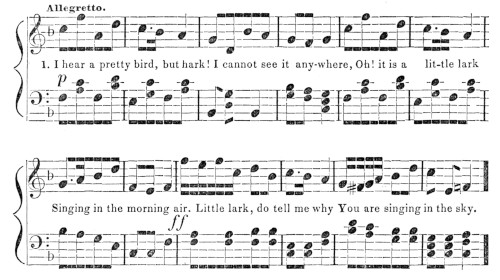 Allegretto.
1. I hear a pretty bird, but hark! I cannot see it any-where, Oh! it is a lit-tle lark
p
Singing in the morning air. Little lark, do tell me why You are singing in the sky.
ff